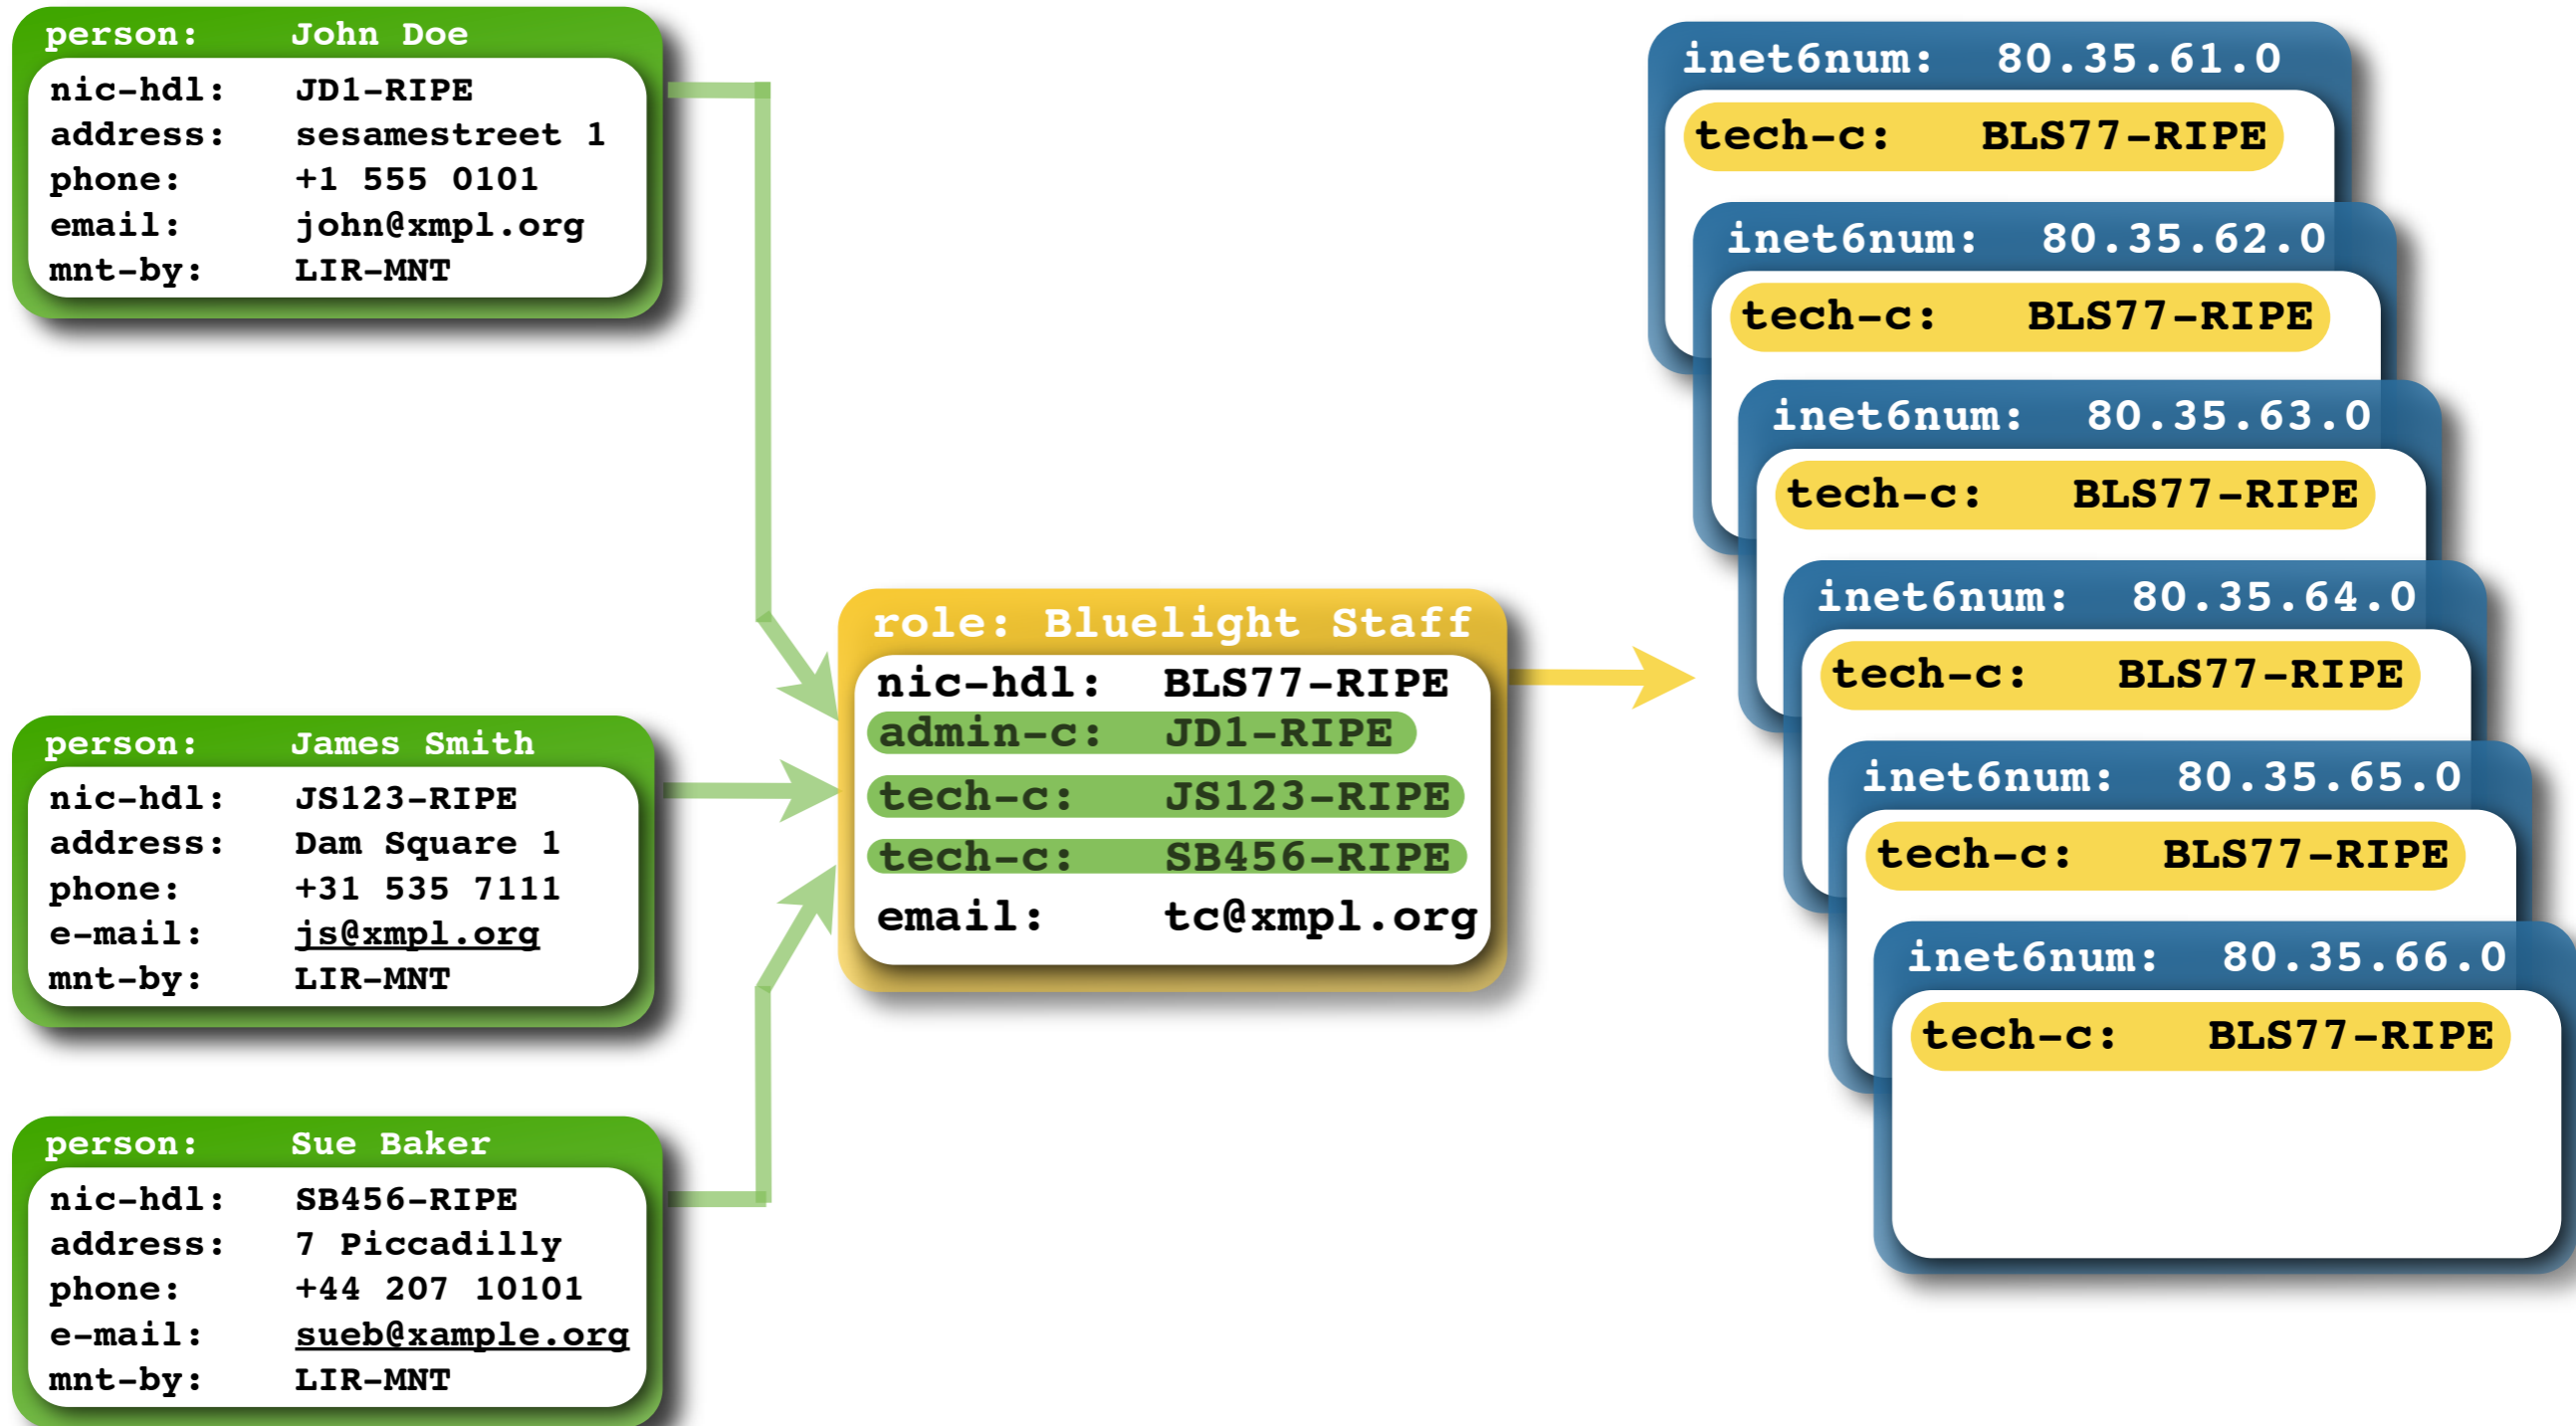 person: John Doe
nic-hdl: JD1-RIPE
address: sesamestreet 1
phone: +1 555 0101
email: john@xmpl.org
mnt-by: LIR-MNT
person: James Smith
nic-hdl: JS123-RIPE
address: Dam Square 1
phone: +31 535 7111
e-mail: js@xmpl.org
mnt-by: LIR-MNT
person: Sue Baker
nic-hdl: SB456-RIPE
address: 7 Piccadilly
phone: +44 207 10101
e-mail: sueb@xample.org
mnt-by: LIR-MNT
role: Bluelight Staff
nic-hdl: BLS77-RIPE
admin-c: JD1-RIPE
tech-c: JS123-RIPE
tech-c: SB456-RIPE
email: tc@xmpl.org
inet6num: 80.35.61.0
tech-c: BLS77-RIPE
inet6num: 80.35.62.0
tech-c: BLS77-RIPE
inet6num: 80.35.63.0
tech-c: BLS77-RIPE
inet6num: 80.35.64.0
tech-c: BLS77-RIPE
inet6num: 80.35.65.0
tech-c: BLS77-RIPE
inet6num: 80.35.66.0
tech-c: BLS77-RIPE